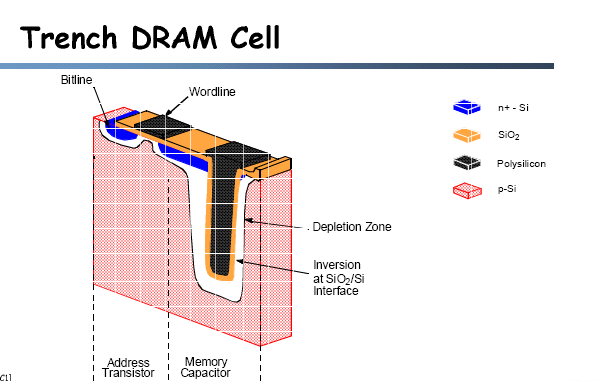 Trench DRAM Cell
Bitline
Wordline
n+ - Si
SiO2
Polysilicon
p-Si
Depletion Zone
Inversion
at SiO2/Si
Interface
Address
Transistor
Memory
Capacitor
C1]